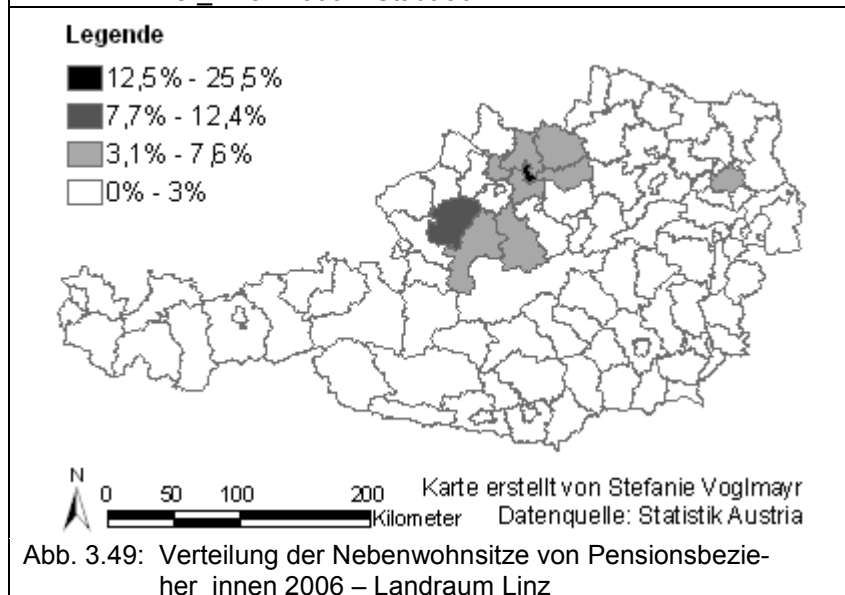 Legende
12,5% - 25,5%
7,7% - 12,4%
3,1% - 7,6%
0% - 3%
N
0 50 100 200
Kilometer
Karte erstellt von Stefanie Voglmayr
Datenquelle: Statistik Austria
Abb. 3.49: Verteilung der Nebenwohnsitze von Pensionsbezie-
her_innen 2006 – Landraum Linz